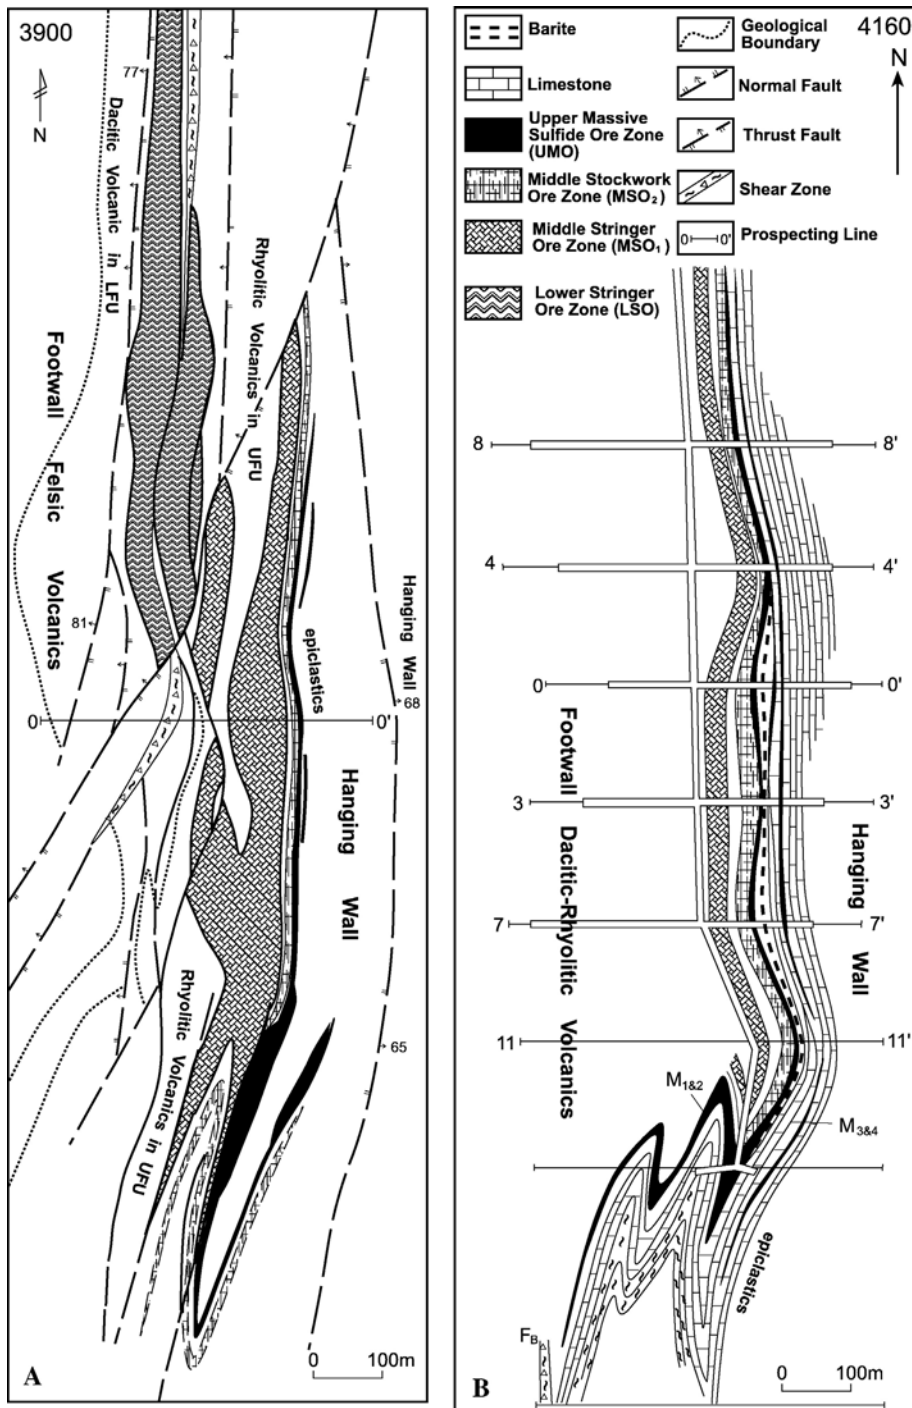 3900
N
77
Dacitic Volcanic in LFU
Footwall Felsic Volcanics
Rhyolitic Volcanics in UFU
81
epiclastics
Hanging Wall
68
0
0'
Hanging Wall
65
Rhyolitic Volcanics in UFU
0 100m
A
4160
N
Barite
Limestone
Upper Massive
Sulfide Ore Zone
(UMO)
Middle Stockwork
Ore Zone (MSO2)
Middle Stringer
Ore Zone (MSO1)
Lower Stringer
Ore Zone (LSO)
Geological
Boundary
Normal Fault
Thrust Fault
Shear Zone
0 0'
Prospecting Line
8 8'
4 4'
0 0'
3 3'
7 7'
11 11'
Footwall Dacitic-Rhyolitic Volcanics
Hanging Wall
M1&2
M3&4
epiclastics
FB
0 100m
B